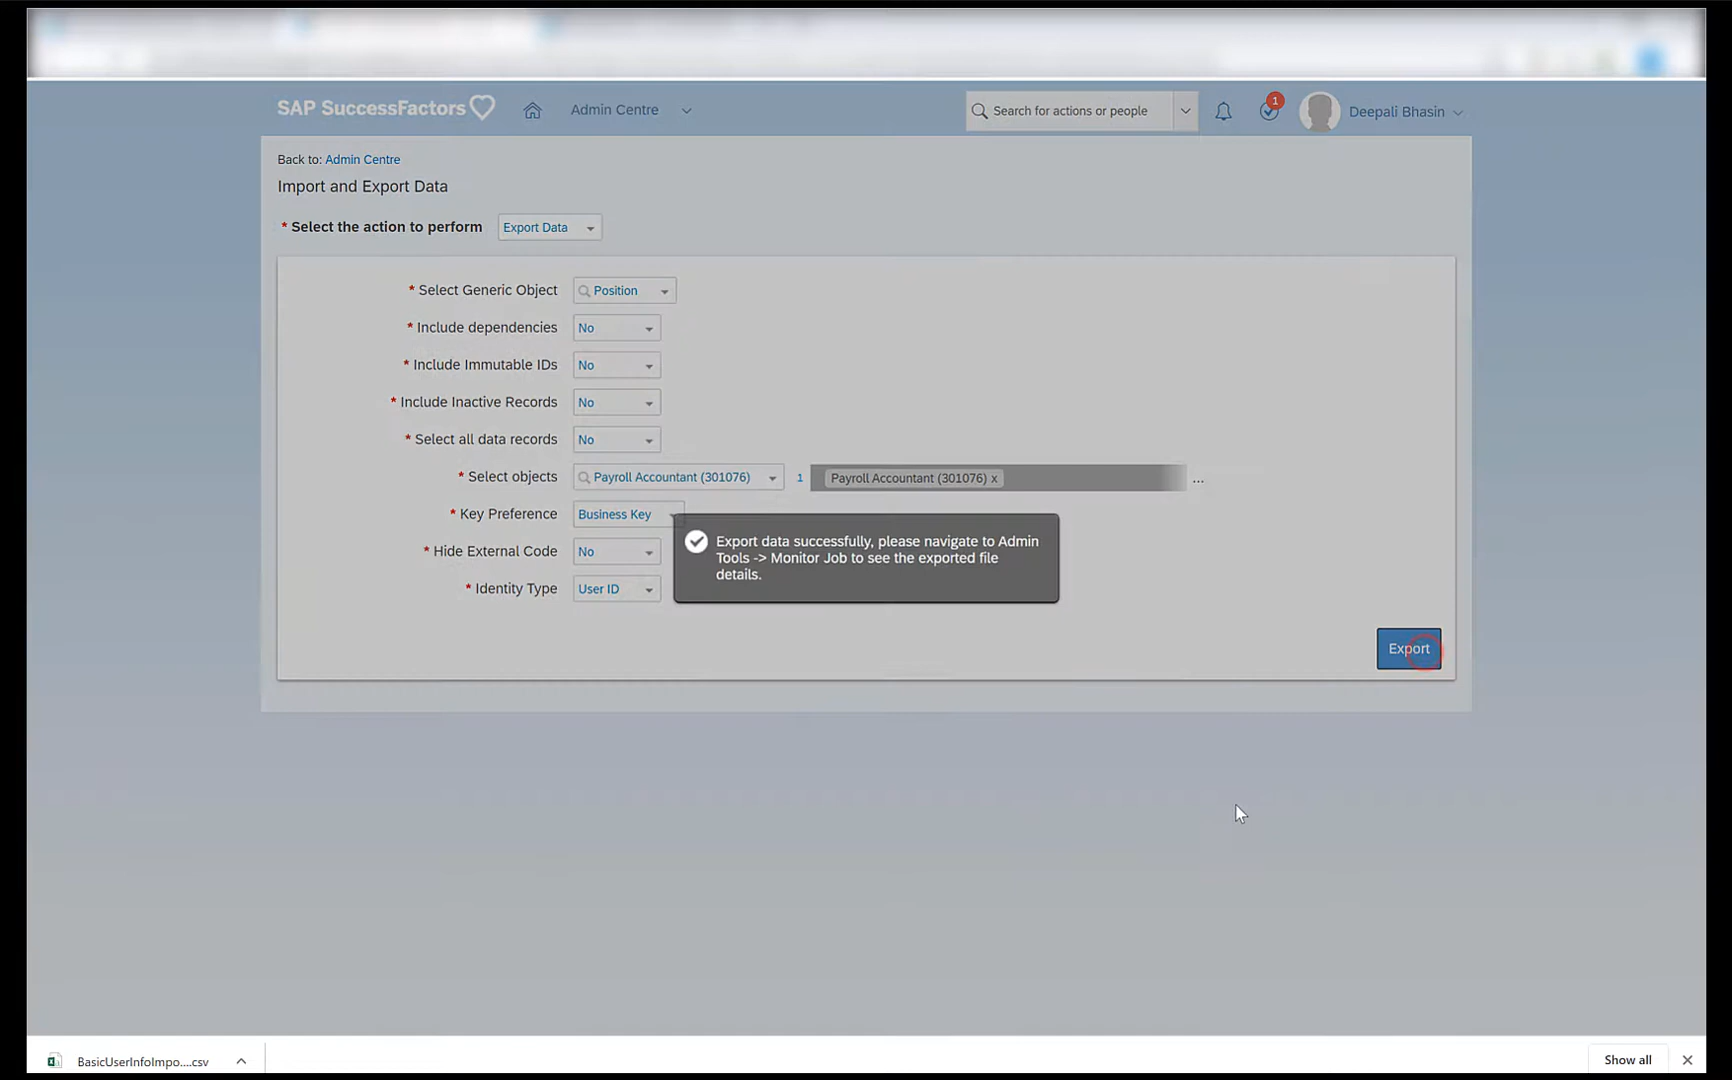 SAP SuccessFactors
Admin Centre
Search for actions or people
1
Deepali Bhasin
Back to: Admin Centre
Import and Export Data
* Select the action to perform Export Data
* Select Generic Object Position
* Include dependencies No
* Include Immutable IDs No
* Include Inactive Records No
* Select all data records No
* Select objects Payroll Accountant (301076) 1 Payroll Accountant (301076) x ...
* Key Preference Business Key
* Hide External Code No
* Identity Type User ID
Export data successfully, please navigate to Admin
Tools -> Monitor Job to see the exported file
details.
Export
BasicUserInfoImpo....csv
Show all